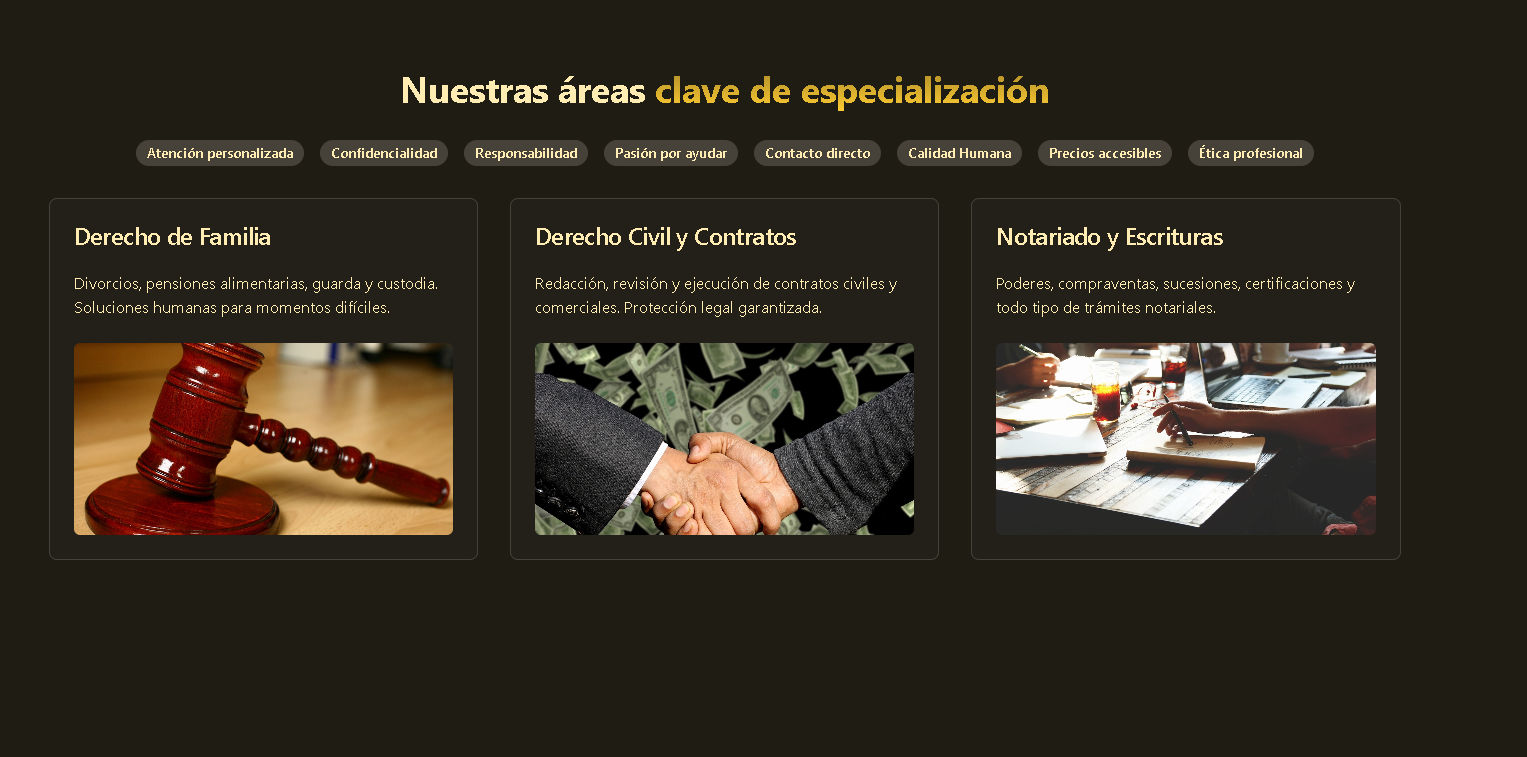 Nuestras áreas clave de especialización
Atención personalizada
Confidencialidad
Responsabilidad
Pasión por ayudar
Contacto directo
Calidad Humana
Precios accesibles
Ética profesional
Derecho de Familia
Divorcios, pensiones alimentarias, guarda y custodia.
Soluciones humanas para momentos difíciles.
Derecho Civil y Contratos
Redacción, revisión y ejecución de contratos civiles y
comerciales. Protección legal garantizada.
Notariado y Escrituras
Poderes, compraventas, sucesiones, certificaciones y
todo tipo de trámites notariales.